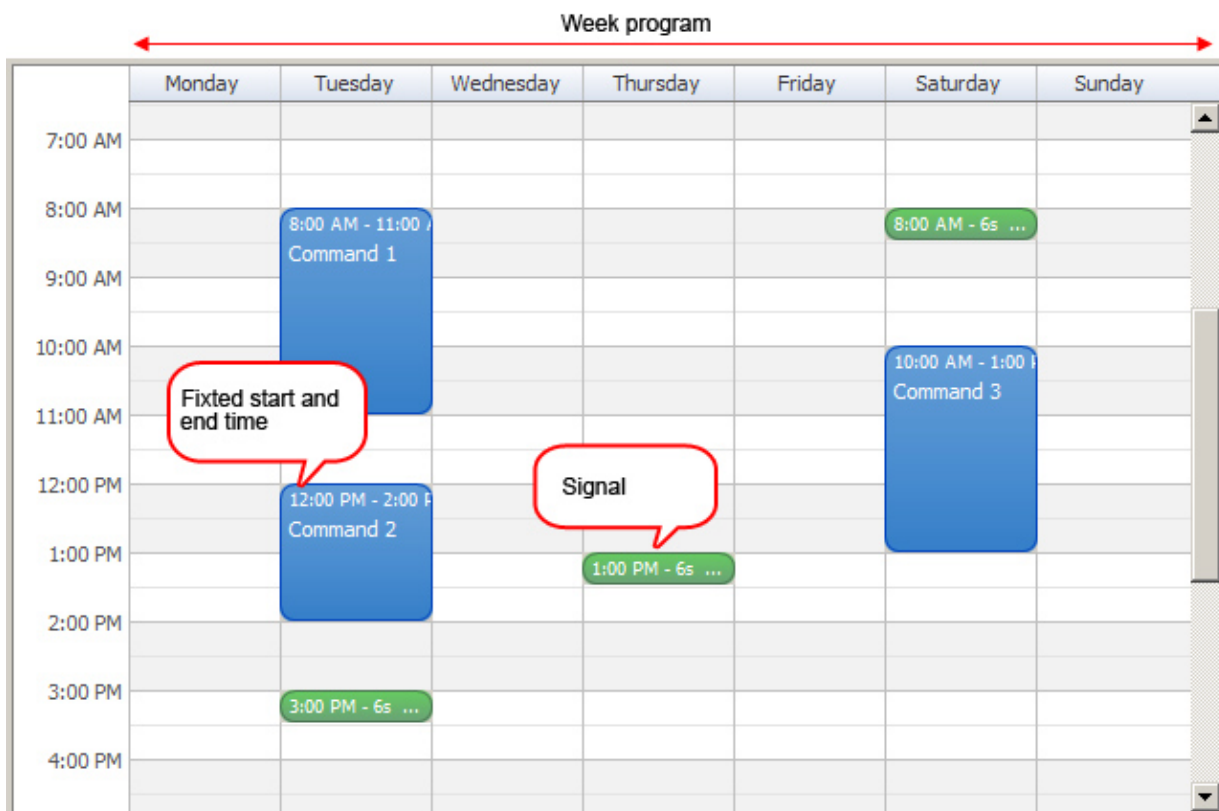 Week program
Monday Tuesday Wednesday Thursday Friday Saturday Sunday
7:00 AM
8:00 AM
8:00 AM - 11:00
8:00 AM - 6s ...
Command 1
9:00 AM
10:00 AM
10:00 AM - 1:00
Command 3
Fixted start and
end time
11:00 AM
12:00 PM
12:00 PM - 2:00
Command 2
Signal
1:00 PM
1:00 PM - 6s ...
2:00 PM
3:00 PM
3:00 PM - 6s ...
4:00 PM